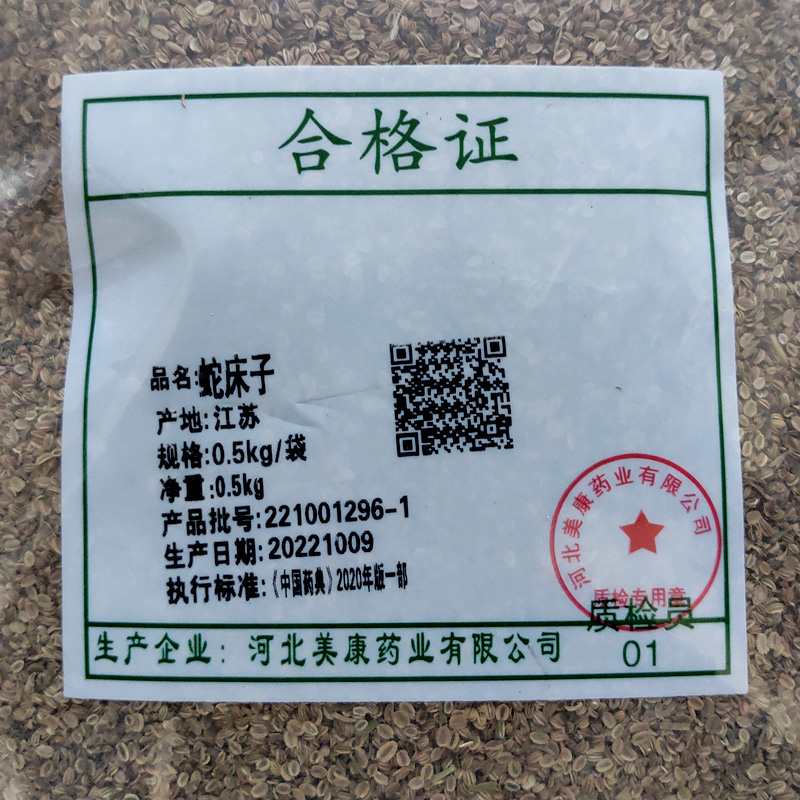 合格证
品名:蛇床子
产地:江苏
规格:0.5kg/袋
净重:0.5kg
产品批号:221001296-1
生产日期:20221009
执行标准:《中国药典》2020年版一部
河北美康药业有限公司
质检专用章
质检员
01
生产企业：河北美康药业有限公司